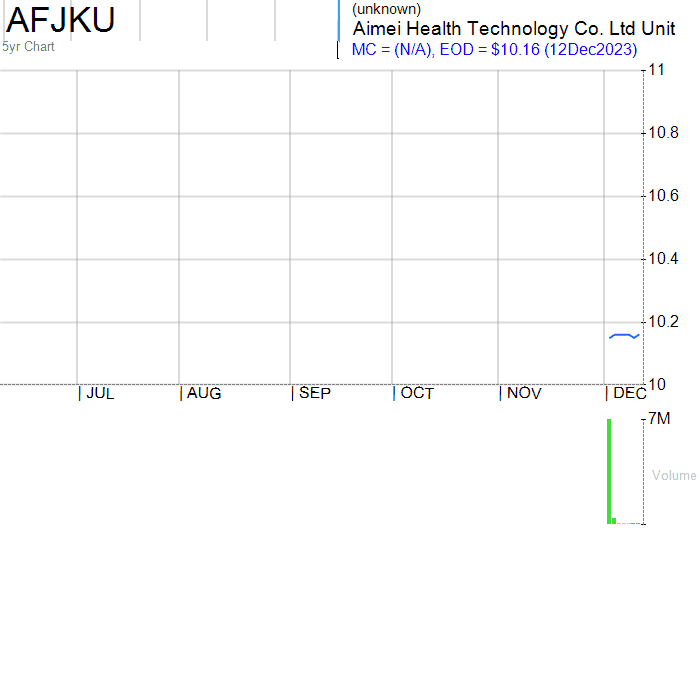 AFJKU
5yr Chart
(unknown)
Aimei Health Technology Co. Ltd Unit
MC = (N/A), EOD = $10.16 (12Dec2023)
11
10.8
10.6
10.4
10.2
10
| JUL | AUG | SEP | OCT | NOV | DEC
7M
Volume